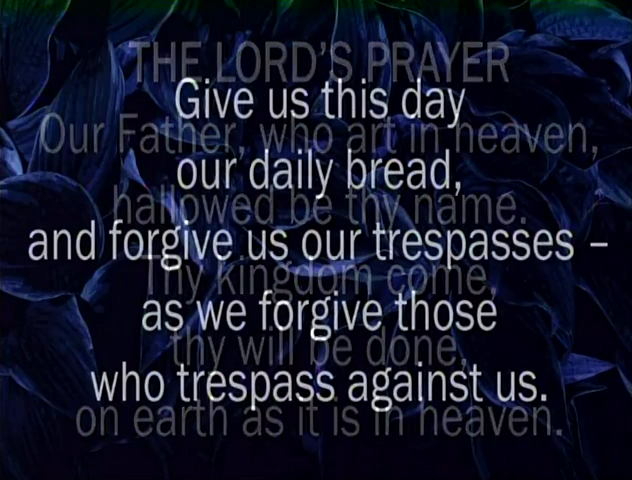 THE LORD'S PRAYER
Give us this day
Our Father, who art in heaven,
our daily bread,
hallowed be thy name.
and forgive us our trespasses –
Thy kingdom come,
as we forgive those
thy will be done,
who trespass against us.
on earth as it is in heaven.